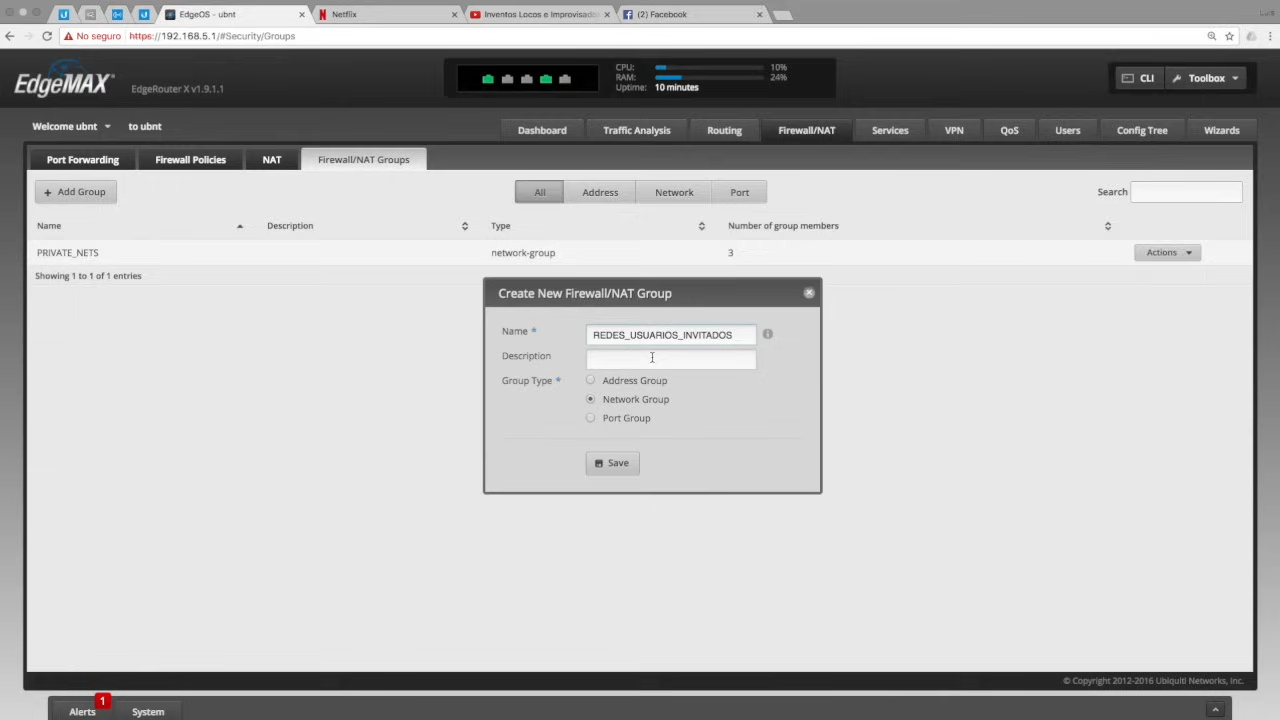 EdgeOS - ubnt
Netflix
Inventos Locos e Improvisado
(2) Facebook
Luis
No seguro https://192.168.5.1/#Security/Groups
EdgeMAX
EdgeRouter X v1.9.1.1
CPU: 10%
RAM: 24%
Uptime: 10 minutes
CLI
Toolbox
Welcome ubnt to ubnt
Dashboard Traffic Analysis Routing Firewall/NAT Services VPN QoS Users Config Tree Wizards
Port Forwarding Firewall Policies NAT Firewall/NAT Groups
+ Add Group
All Address Network Port
Search
Name Description Type Number of group members
PRIVATE_NETS network-group 3 Actions
Showing 1 to 1 of 1 entries
Create New Firewall/NAT Group
Name * REDES_USUARIOS_INVITADOS
Description
Group Type * Address Group
Network Group
Port Group
Save
© Copyright 2012-2016 Ubiquiti Networks, Inc.
Alerts 1 System